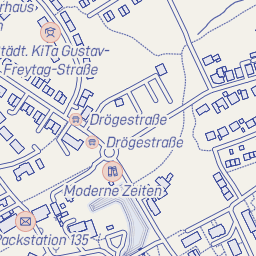 rhaus
Städt. KiTa Gustav-
Freytag-Straße
Drögestraße
Drögestraße
Moderne Zeiten
Packstation 135